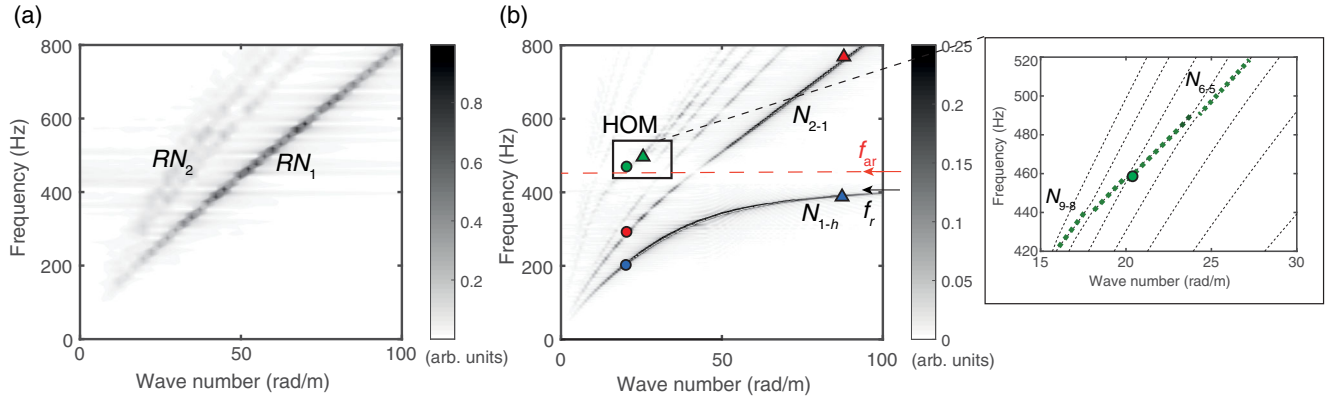 (a)
800
600
400
200
0
Frequency (Hz)
RN2
RN1
0
50
100
Wave number (rad/m)
0.8
0.6
0.4
0.2
(arb. units)
(b)
800
600
400
200
0
Frequency (Hz)
HOM
N2-1
far
fr
N1-h
0
50
100
Wave number (rad/m)
0.25
0.2
0.15
0.1
0.05
0
(arb. units)
520
500
480
460
440
420
Frequency (Hz)
N6-5
N9-8
15
20
25
30
Wave number (rad/m)